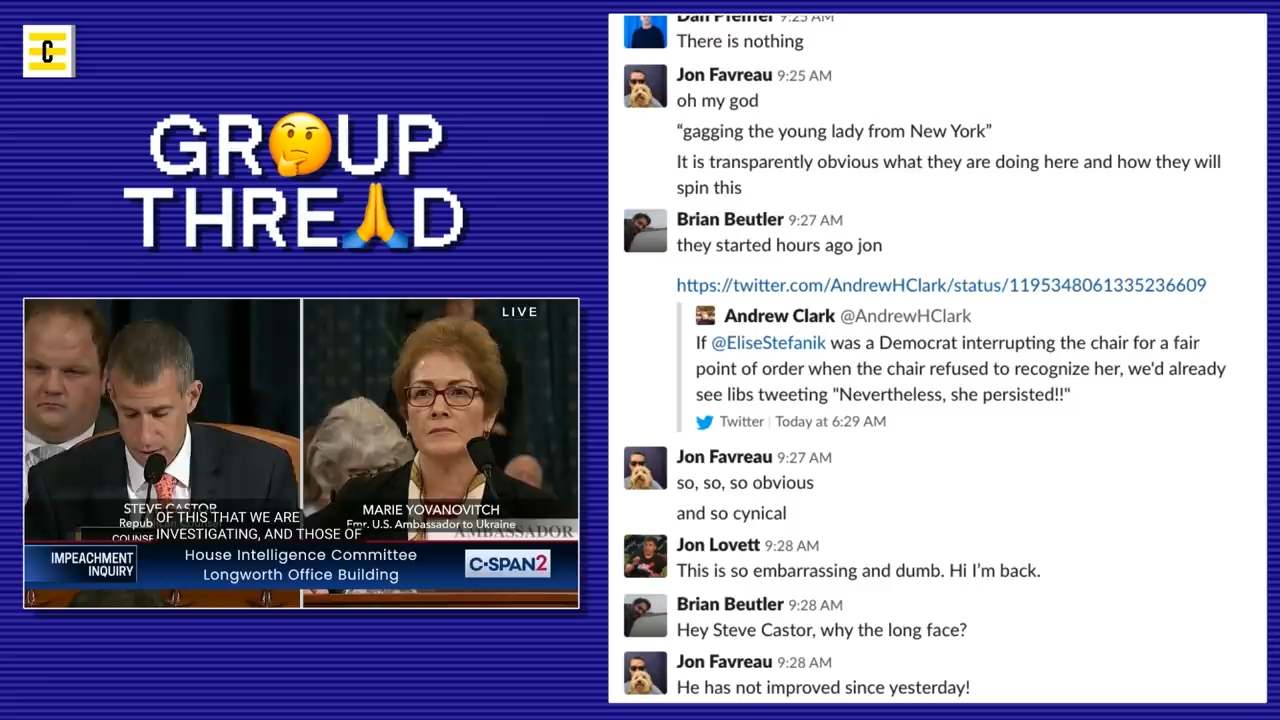 C
GROUP
THREAD
LIVE
STEVE CASTOR
Repub
COUNSE
OF THIS THAT WE ARE
INVESTIGATING, AND THOSE OF
MARIE YOVANOVITCH
Fmr. U.S. Ambassador to Ukraine
AMBASSADOR
IMPEACHMENT
INQUIRY
House Intelligence Committee
Longworth Office Building
C-SPAN2
Dan Pfeiffer 9:25 AM
There is nothing
Jon Favreau 9:25 AM
oh my god
“gagging the young lady from New York”
It is transparently obvious what they are doing here and how they will
spin this
Brian Beutler 9:27 AM
they started hours ago jon
https://twitter.com/AndrewHClark/status/1195348061335236609
Andrew Clark @AndrewHClark
If @EliseStefanik was a Democrat interrupting the chair for a fair
point of order when the chair refused to recognize her, we'd already
see libs tweeting "Nevertheless, she persisted!!"
Twitter | Today at 6:29 AM
Jon Favreau 9:27 AM
so, so, so obvious
and so cynical
Jon Lovett 9:28 AM
This is so embarrassing and dumb. Hi I’m back.
Brian Beutler 9:28 AM
Hey Steve Castor, why the long face?
Jon Favreau 9:28 AM
He has not improved since yesterday!